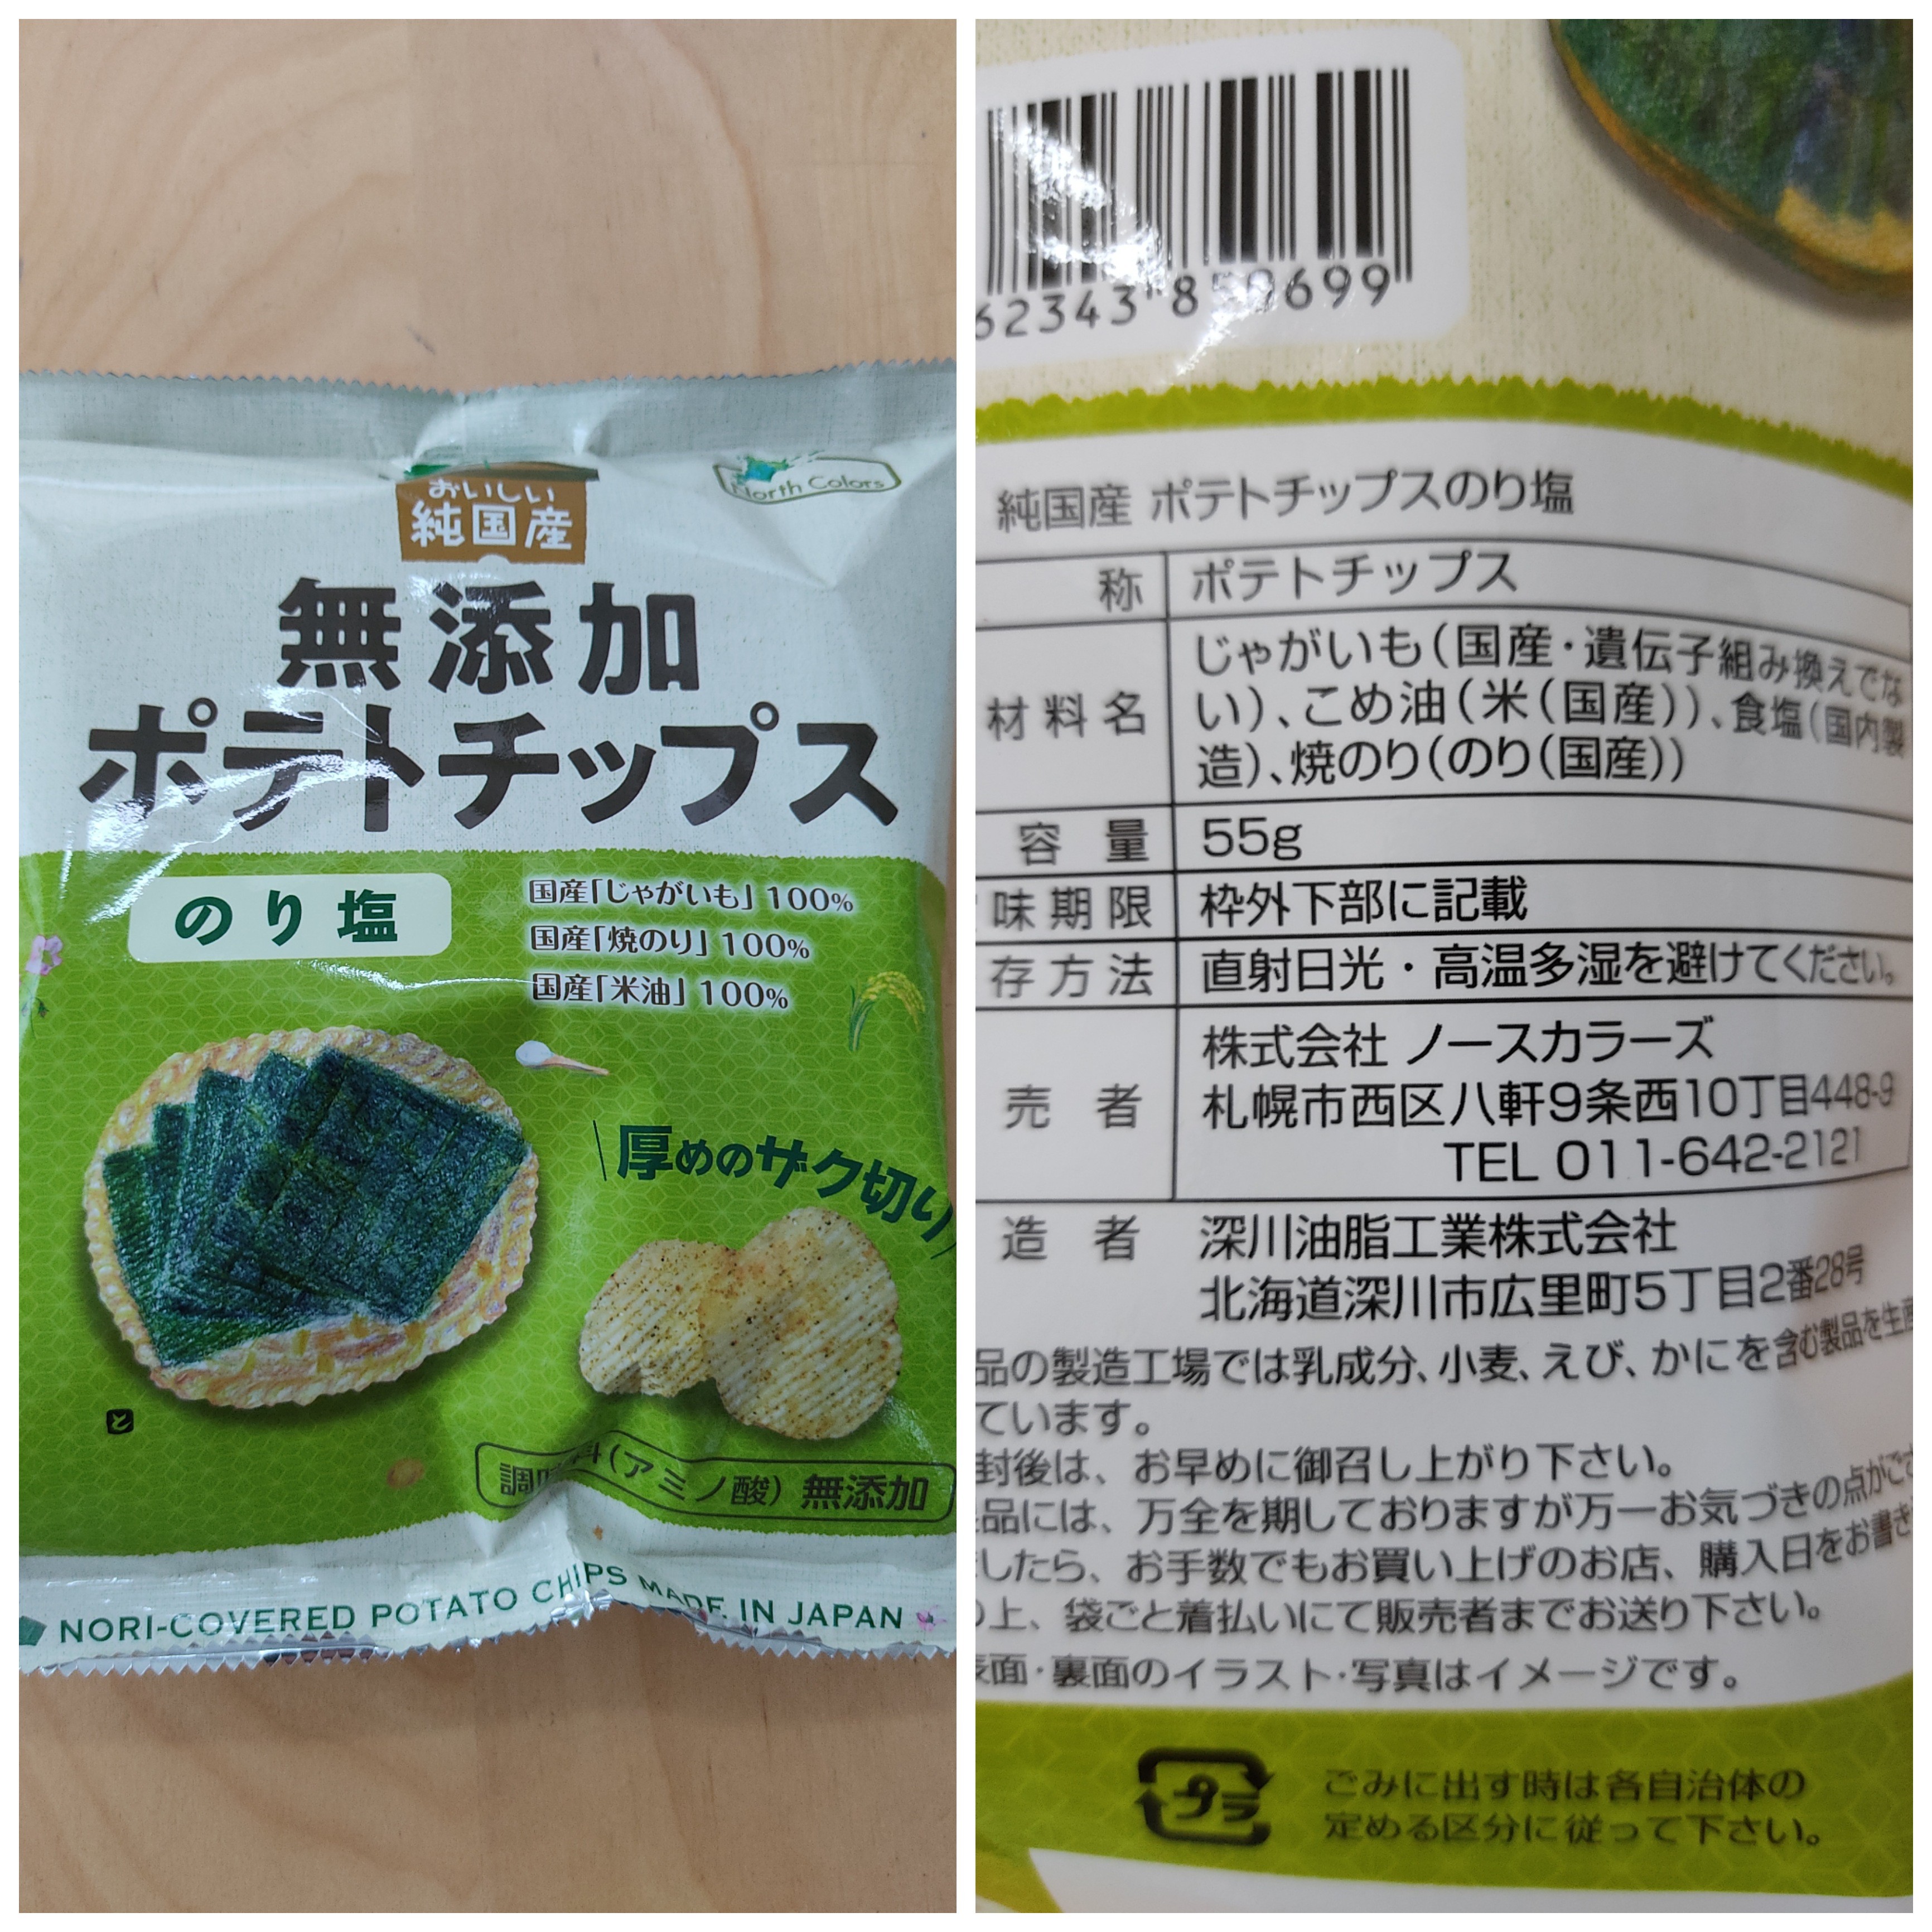 おいしい
純国産
North Colors
無添加
ポテトチップス
のり塩
国産「じゃがいも」100%
国産「焼のり」100%
国産「米油」100%
厚めのザク切り
と
(アミノ酸) 無添加
NORI-COVERED POTATO CHIPS MADE IN JAPAN
62343 699
純国産 ポテトチップスのり塩
称 ポテトチップス
材料名 じゃがいも(国産・遺伝子組み換えでな
い)、こめ油(米(国産))、食塩(国内製
造)、焼のり(のり(国産))
容量 55g
味期限 枠外下部に記載
存方法 直射日光・高温多湿を避けてください。
売者 株式会社 ノースカラーズ
札幌市西区八軒9条西10丁目448-9
TEL 011-642-2121
造者 深川油脂工業株式会社
北海道深川市広里町5丁目2番28号
品の製造工場では乳成分、小麦、えび、かにを含む製品を生産
ています。
封後は、お早めに御召し上がり下さい。
品には、万全を期しておりますが万一お気づきの点がござ
したら、お手数でもお買い上げのお店、購入日をお書き
上、袋ごと着払いにて販売者までお送り下さい。
面・裏面のイラスト・写真はイメージです。
プラ
ごみに出す時は各自治体の
定める区分に従って下さい。